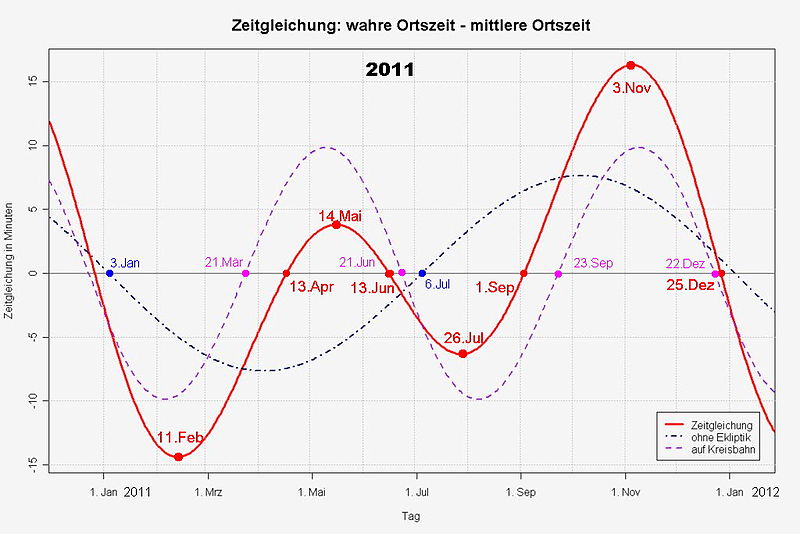 Zeitgleichung: wahre Ortszeit - mittlere Ortszeit
2011
3.Nov
14.Mai
3.Jan
21.Mär
21.Jun
23.Sep
22.Dez
13.Apr
13.Jun
6.Jul
1.Sep
25.Dez
26.Jul
11.Feb
Zeitgleichung in Minuten
15
10
5
0
-5
-10
-15
Zeitgleichung
ohne Ekliptik
auf Kreisbahn
1. Jan 2011
1. Mrz
1. Mai
1. Jul
1. Sep
1. Nov
1. Jan 2012
Tag